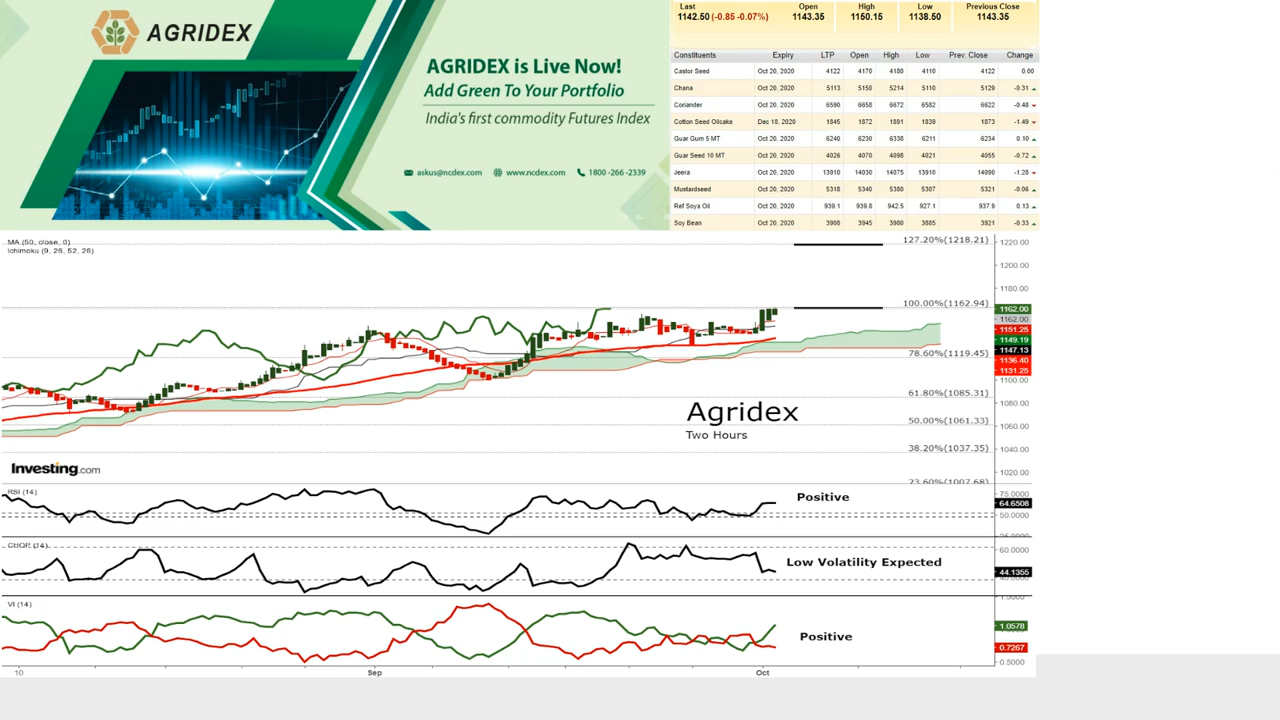 AGRIDEX
AGRIDEX is Live Now!
Add Green To Your Portfolio
India's first commodity Futures Index
askus@ncdex.com www.ncdex.com 1800 -266 -2339
Last Open High Low Previous Close
1142.50 (-0.85 -0.07%) 1143.35 1150.15 1138.50 1143.35
Constituents Expiry LTP Open High Low Prev. Close Change
Castor Seed Oct 20, 2020 4122 4170 4180 4110 4122 0.00
Chana Oct 20, 2020 5113 5150 5214 5110 5129 -0.31
Coriander Oct 20, 2020 6590 6658 6672 6582 6622 -0.48
Cotton Seed Oilcake Dec 18, 2020 1845 1872 1891 1839 1873 -1.49
Guar Gum 5 MT Oct 20, 2020 6240 6230 6338 6211 6234 0.10
Guar Seed 10 MT Oct 20, 2020 4026 4070 4098 4021 4055 -0.72
Jeera Oct 20, 2020 13910 14030 14075 13910 14090 -1.28
Mustardseed Oct 20, 2020 5318 5340 5380 5307 5321 -0.06
Ref Soya Oil Oct 20, 2020 939.1 939.8 942.5 927.1 937.9 0.13
Soy Bean Oct 20, 2020 3908 3945 3980 3885 3921 -0.33
MA (50, close, 0)
Ichimoku (9, 26, 52, 26)
127.20%(1218.21)
1220.00
1200.00
1180.00
100.00%(1162.94)
1162.00
1162.00
1151.25
1149.19
1147.13
78.60%(1119.45)
1136.40
1131.25
1100.00
61.80%(1085.31)
1080.00
Agridex
50.00%(1061.33)
1060.00
Two Hours
38.20%(1037.35)
1040.00
Investing.com
1020.00
23.60%(1007.68)
RSI (14)
Positive
75.0000
64.6508
50.0000
25.0000
CHOP (14)
60.0000
Low Volatility Expected
44.1355
40.0000
VI (14)
1.5000
1.0578
Positive
0.7267
0.5000
10 Sep Oct